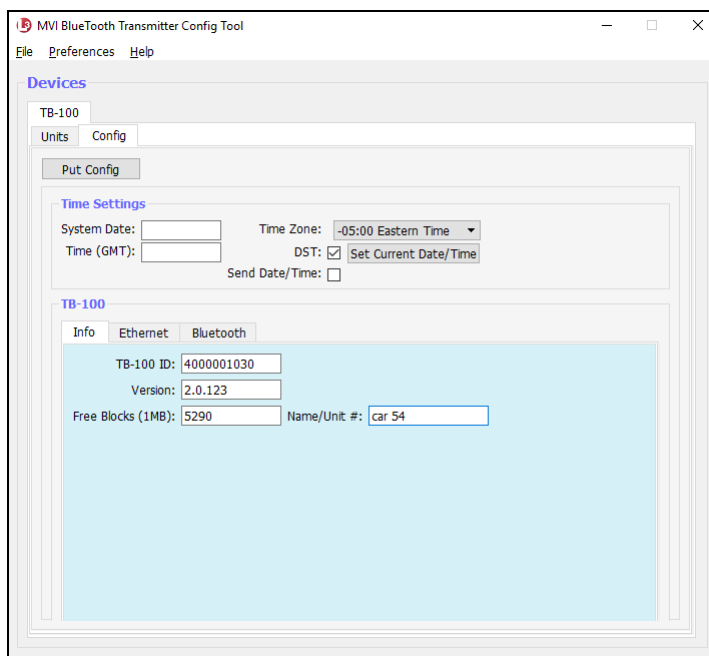 MVI BlueTooth Transmitter Config Tool
File Preferences Help
Devices
TB-100
Units Config
Put Config
Time Settings
System Date: Time Zone: -05:00 Eastern Time
Time (GMT): DST: Set Current Date/Time
Send Date/Time:
TB-100
Info Ethernet Bluetooth
TB-100 ID: 4000001030
Version: 2.0.123
Free Blocks (1MB): 5290 Name/Unit #: car 54